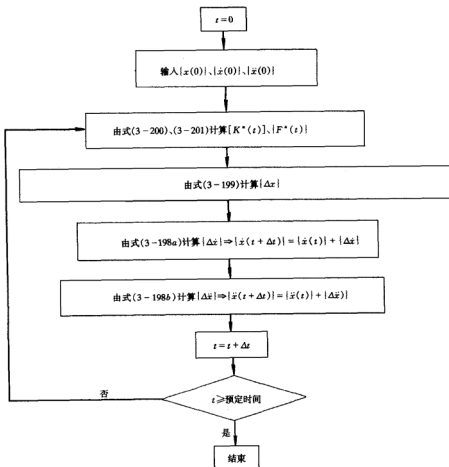 t=0
输入{x(0)}、{ẋ(0)}、{ẍ(0)}
由式(3-200)、(3-201)计算[K*(t)]、{F*(t)}
由式(3-199)计算{Δx}
由式(3-198a)计算{Δẋ}⇒{ẋ(t+Δt)}={ẋ(t)}+{Δẋ}
由式(3-198b)计算{Δẍ}⇒{ẍ(t+Δt)}={ẍ(t)}+{Δẍ)}
t=t+Δt
否
t≥预定时间
是
结束